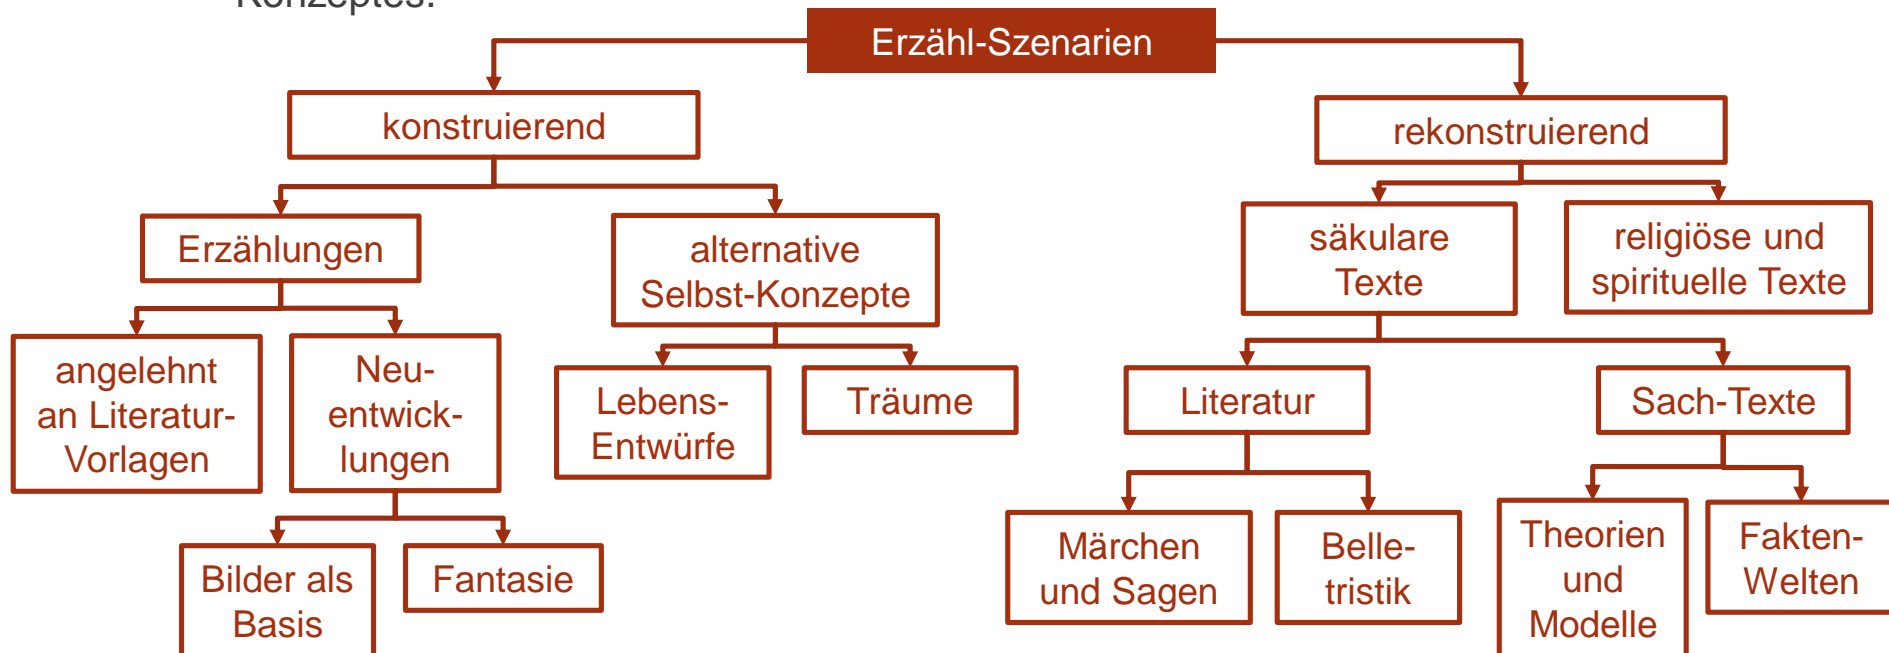 Konzeptes.
Erzähl-Szenarien
konstruierend
rekonstruierend
Erzählungen
alternative
Selbst-Konzepte
säkulare
Texte
religiöse und
spirituelle Texte
angelehnt
an Literatur-
Vorlagen
Neu-
entwick-
lungen
Lebens-
Entwürfe
Träume
Literatur
Sach-Texte
Bilder als
Basis
Fantasie
Märchen
und Sagen
Belle-
tristik
Theorien
und
Modelle
Fakten-
Welten